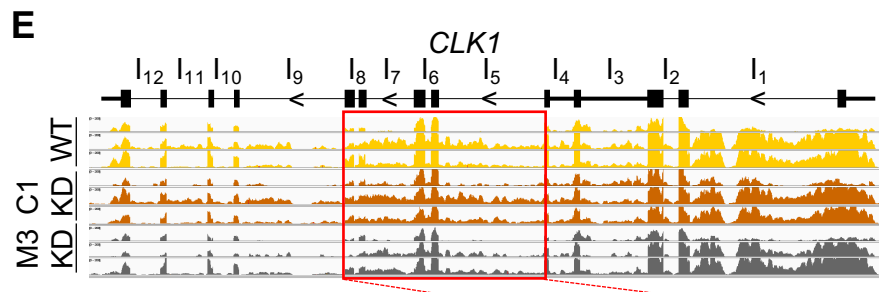 E
CLK1
I12 I11 I10 I9 I8 I7 I6 I5 I4 I3 I2 I1
WT
C1 KD
M3 KD